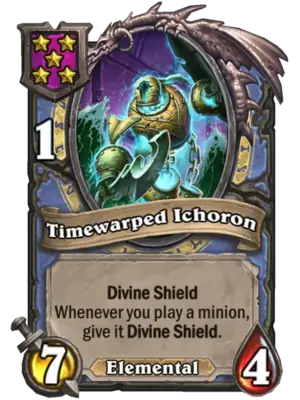 1
Timewarped Ichoron
Divine Shield
Whenever you play a minion,
give it Divine Shield.
7
Elemental
4